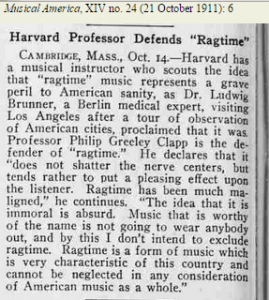 Musical America, XIV no. 24 (21 October 1911): 6
Harvard Professor Defends "Ragtime"
CAMBRIDGE, MASS., Oct. 14.—Harvard has
a musical instructor who scouts the idea
that "ragtime" music represents a grave
peril to American sanity, as Dr. Ludwig
Brunner, a Berlin medical expert, visiting
Los Angeles after a tour of observation
of American cities, proclaimed that it was.
Professor Philip Greeley Clapp is the de-
fender of "ragtime." He declares that it
"does not shatter the nerve centers, but
tends rather to put a pleasing effect upon
the listener. Ragtime has been much ma-
ligned," he continues. "The idea that it is
immoral is absurd. Music that is worthy
of the name is not going to wear anybody
out, and by this I don't intend to exclude
ragtime. Ragtime is a form of music which
is very characteristic of this country and
cannot be neglected in any consideration
of American music as a whole."